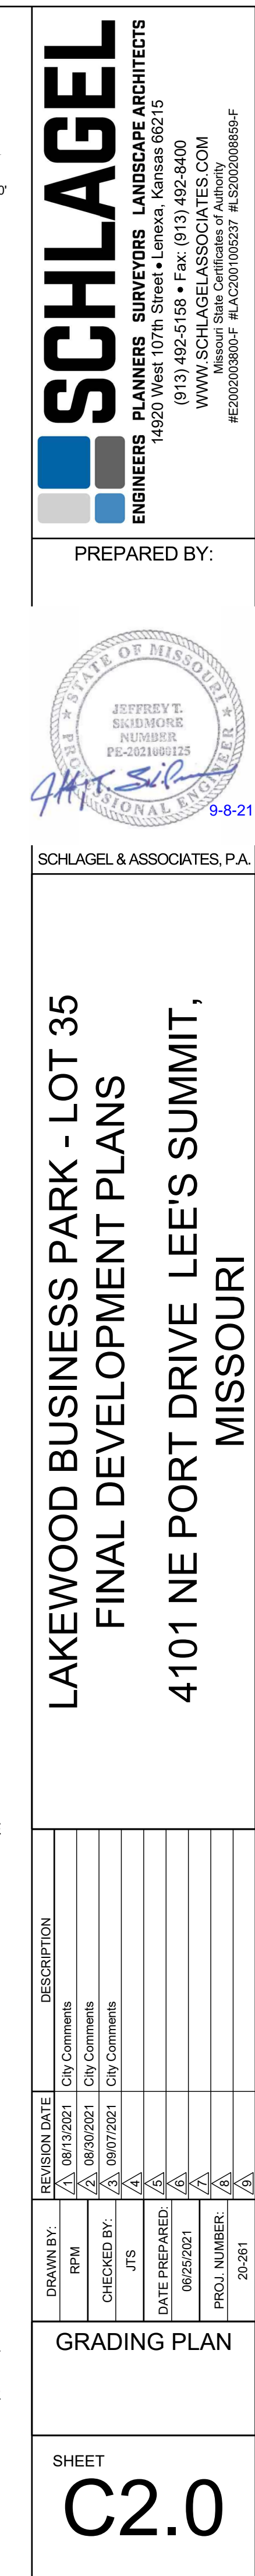 SCHLAGEL
ENGINEERS PLANNERS SURVEYORS LANDSCAPE ARCHITECTS
14920 West 107th Street • Lenexa, Kansas 66215
(913) 492-5158 • Fax: (913) 492-8400
WWW.SCHLAGELASSOCIATES.COM
Missouri State Certificates of Authority
#E2002003800-F #LAC2001005237 #LS2002008859-F
PREPARED BY:
STATE OF MISSOURI
JEFFREY T.
SKIDMORE
NUMBER
PE-2021000125
PROFESSIONAL ENGINEER
9-8-21
SCHLAGEL & ASSOCIATES, P.A.
LAKEWOOD BUSINESS PARK - LOT 35
FINAL DEVELOPMENT PLANS
4101 NE PORT DRIVE LEE'S SUMMIT,
MISSOURI
REVISION DATE DESCRIPTION
1 08/13/2021 City Comments
2 08/30/2021 City Comments
3 09/07/2021 City Comments
4
5
6
7
8
9
DRAWN BY:
RPM
CHECKED BY:
JTS
DATE PREPARED:
06/25/2021
PROJ. NUMBER:
20-261
GRADING PLAN
SHEET
C2.0